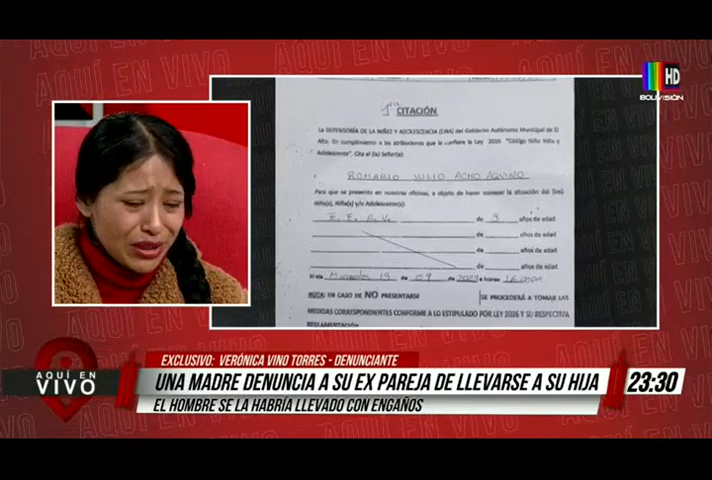 AQUÍ EN VIVO
HD
BOLIVISIÓN
1ra CITACIÓN
La DEFENSORÍA DE LA NIÑEZ Y ADOLESCENCIA (DNA) del Gobierno Autónomo Municipal de El
Alto. En cumplimiento a las atribuciones que le confiere la Ley 2026 "Código Niño Niña y
Adolescente". Cita al (la) Señor(a):
ROMARIO JULIO ACHO AQUINO
Para que se presente en nuestras oficinas, a objeto de hacer conocer la situación del (los)
Niño(s), Niña(s) y/o Adolescente(s):
E. E. A. V. de 3 años de edad
de años de edad
de años de edad
de años de edad
El día Miercoles 13 de 09 de 2023 a horas
NOTA: EN CASO DE NO PRESENTARSE SE PROCEDERÁ A TOMAR LAS
MEDIDAS CORRESPONDIENTES CONFORME A LO ESTIPULADO POR LEY 2026 Y SU RESPECTIVA
REGLAMENTACIÓN
EXCLUSIVO: VERÓNICA VINO TORRES - DENUNCIANTE
AQUÍ EN
VIVO
UNA MADRE DENUNCIA A SU EX PAREJA DE LLEVARSE A SU HIJA
23:30
EL HOMBRE SE LA HABRÍA LLEVADO CON ENGAÑOS